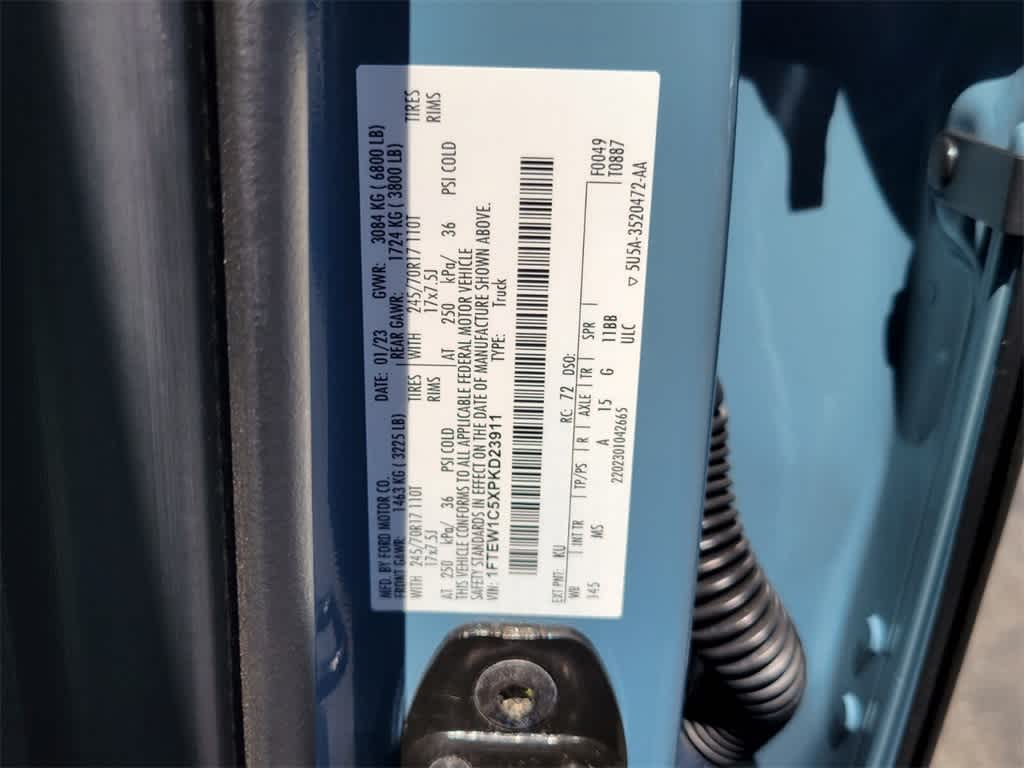 MFD. BY FORD MOTOR CO. DATE: 01/23 GVWR: 3084 KG ( 6800 LB)
FRONT GAWR: 1463 KG ( 3225 LB) REAR GAWR: 1724 KG ( 3800 LB)
WITH 245/70R17 110T TIRES WITH 245/70R17 110T TIRES
17x7.5J RIMS 17x7.5J RIMS
AT 250 kPa/ 36 PSI COLD AT 250 kPa/ 36 PSI COLD
THIS VEHICLE CONFORMS TO ALL APPLICABLE FEDERAL MOTOR VEHICLE
SAFETY STANDARDS IN EFFECT ON THE DATE OF MANUFACTURE SHOWN ABOVE.
VIN: 1FTEW1C5XPKD23911 TYPE: Truck
EXT PNT: KU RC: 72 DSO: F0049
WB INT TR TP/PS R AXLE TR SPR T0887
145 MS A 15 G 11BB
2202301042665 ULC
▽ 5U5A-3520472-AA